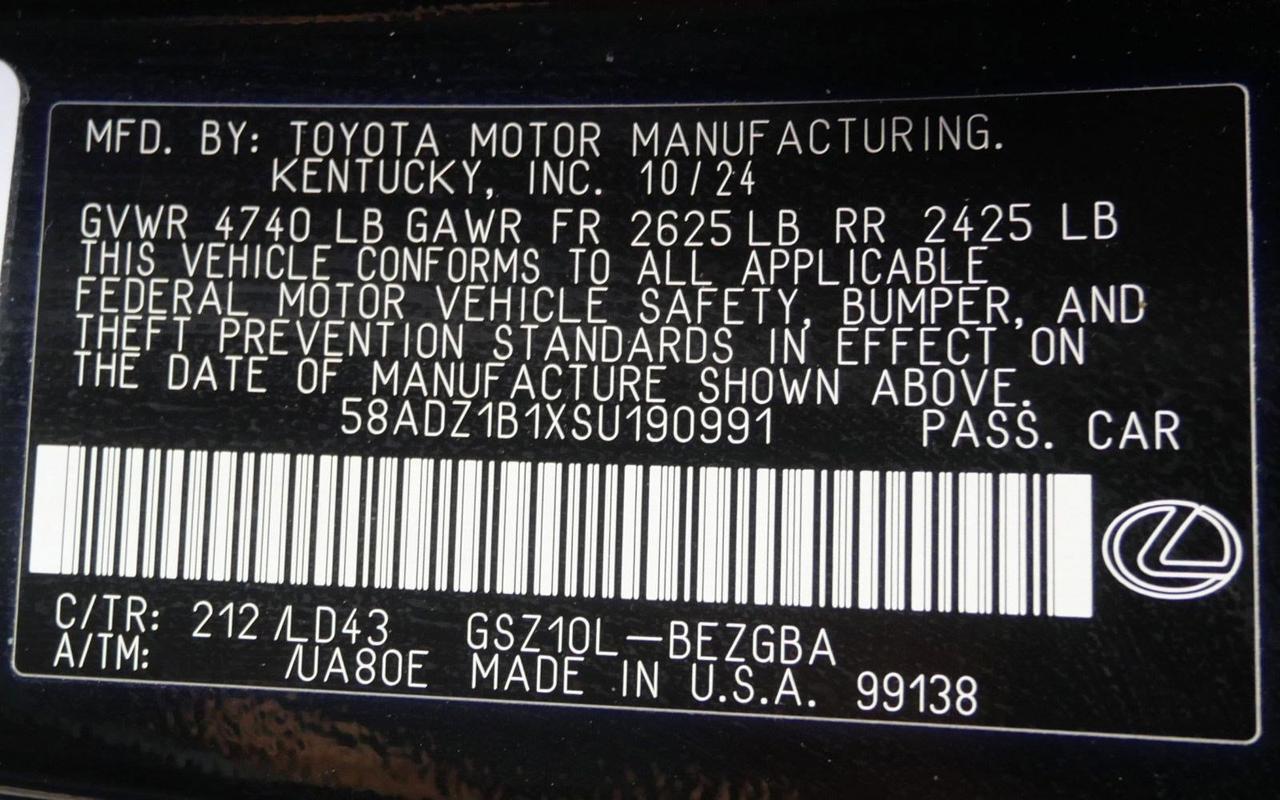 MFD. BY: TOYOTA MOTOR MANUFACTURING.
KENTUCKY, INC. 10/24
GVWR 4740 LB GAWR FR 2625 LB RR 2425 LB
THIS VEHICLE CONFORMS TO ALL APPLICABLE
FEDERAL MOTOR VEHICLE SAFETY, BUMPER, AND
THEFT PREVENTION STANDARDS IN EFFECT ON
THE DATE OF MANUFACTURE SHOWN ABOVE.
58ADZ1B1XSU190991 PASS. CAR
C/TR: 212 /LD43 GSZ10L-BEZGBA
A/TM: /UA80E MADE IN U.S.A. 99138